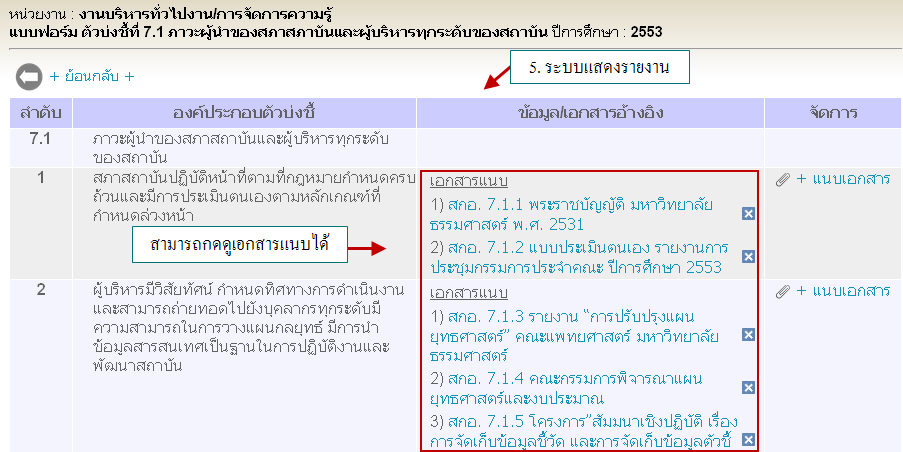 หน่วยงาน : งานบริหารทั่วไปงาน/การจัดการความรู้
แบบฟอร์ม ตัวบ่งชี้ที่ 7.1 ภาวะผู้นำของสภาสถาบันและผู้บริหารทุกระดับของสถาบัน ปีการศึกษา : 2553
+ ย้อนกลับ +
5. ระบบแสดงรายงาน
ลำดับ องค์ประกอบตัวบ่งชี้ ข้อมูล/เอกสารอ้างอิง จัดการ
7.1 ภาวะผู้นำของสภาสถาบันและผู้บริหารทุกระดับ
ของสถาบัน
1 สภาสถาบันปฏิบัติหน้าที่ตามที่กฎหมายกำหนดครบ
ถ้วนและมีการประเมินตนเองตามหลักเกณฑ์ที่
กำหนดล่วงหน้า
สามารถกดดูเอกสารแนบได้
เอกสารแนบ
1) สกอ. 7.1.1 พระราชบัญญัติ มหาวิทยาลัย
ธรรมศาสตร์ พ.ศ. 2531
2) สกอ. 7.1.2 แบบประเมินตนเอง รายงานการ
ประชุมกรรมการประจำคณะ ปีการศึกษา 2553
+ แนบเอกสาร
2 ผู้บริหารมีวิสัยทัศน์ กำหนดทิศทางการดำเนินงาน
และสามารถถ่ายทอดไปยังบุคลากรทุกระดับมี
ความสามารถในการวางแผนกลยุทธ์ มีการนำ
ข้อมูลสารสนเทศเป็นฐานในการปฏิบัติงานและ
พัฒนาสถาบัน
เอกสารแนบ
1) สกอ. 7.1.3 รายงาน "การปรับปรุงแผน
ยุทธศาสตร์" คณะแพทยศาสตร์ มหาวิทยาลัย
ธรรมศาสตร์
2) สกอ. 7.1.4 คณะกรรมการพิจารณาแผน
ยุทธศาสตร์และงบประมาณ
3) สกอ. 7.1.5 โครงการ"สัมมนาเชิงปฏิบัติ เรื่อง
การจัดเก็บข้อมูลชี้วัด และการจัดเก็บข้อมูลตัวชี้
+ แนบเอกสาร